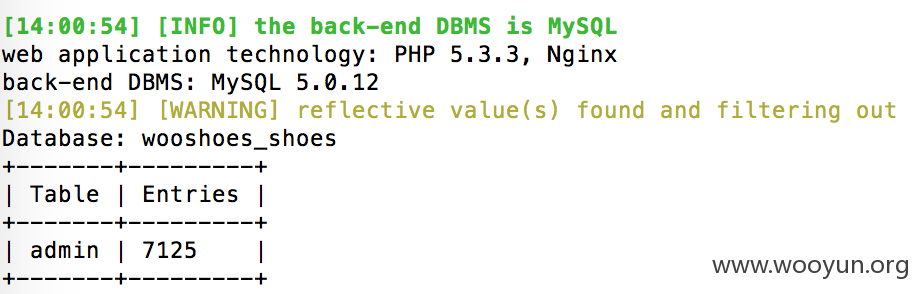 [14:00:54] [INFO] the back-end DBMS is MySQL
web application technology: PHP 5.3.3, Nginx
back-end DBMS: MySQL 5.0.12
[14:00:54] [WARNING] reflective value(s) found and filtering out
Database: wooshoes_shoes
+-------+---------+
| Table | Entries |
+-------+---------+
| admin | 7125    |
+-------+---------+
www.wooyun.org